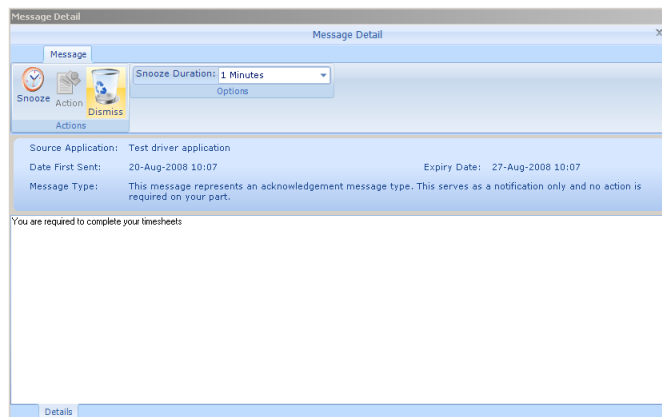 Message Detail
Message Detail
x
Message
Snooze
Action
Dismiss
Actions
Snooze Duration: 1 Minutes
Options
Source Application: Test driver application
Date First Sent: 20-Aug-2008 10:07 Expiry Date: 27-Aug-2008 10:07
Message Type: This message represents an acknowledgement message type. This serves as a notification only and no action is
required on your part.
You are required to complete your timesheets
Details